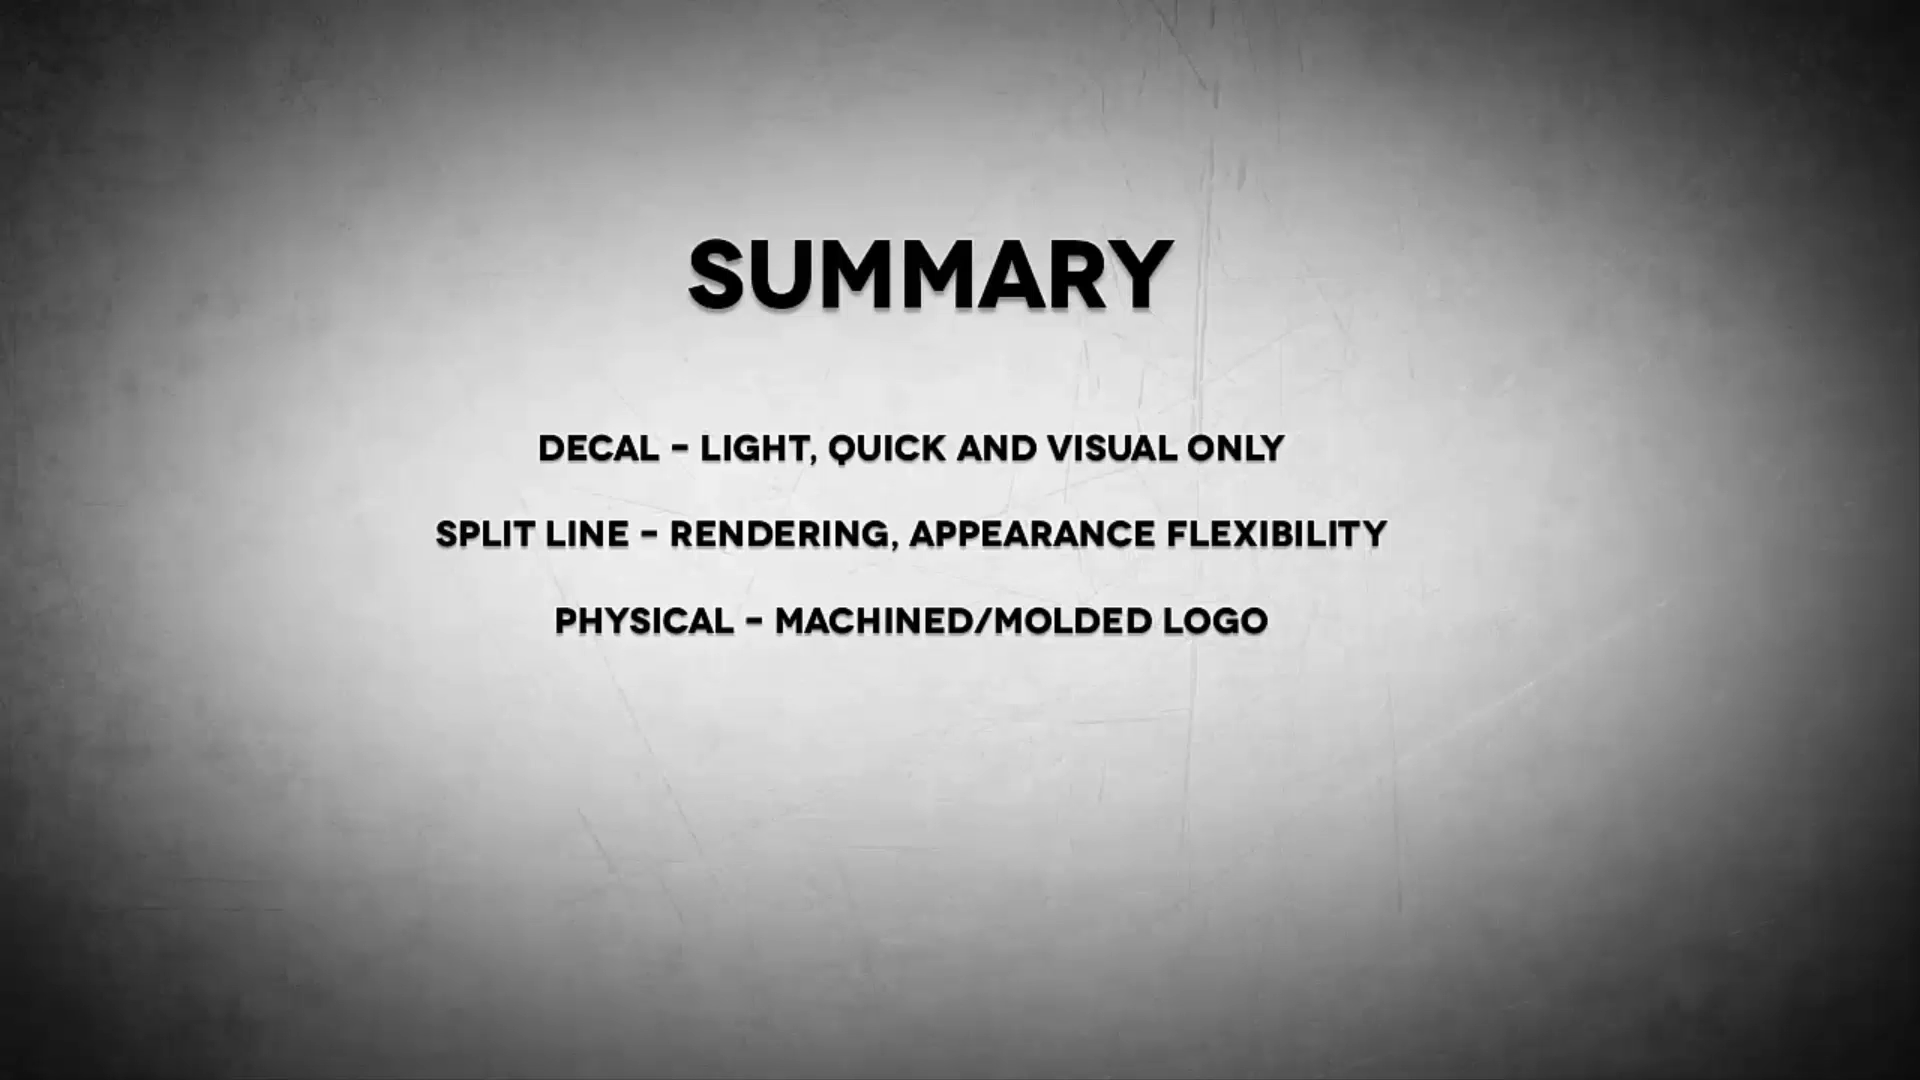 SUMMARY
DECAL - LIGHT, QUICK AND VISUAL ONLY
SPLIT LINE - RENDERING, APPEARANCE FLEXIBILITY
PHYSICAL - MACHINED/MOLDED LOGO